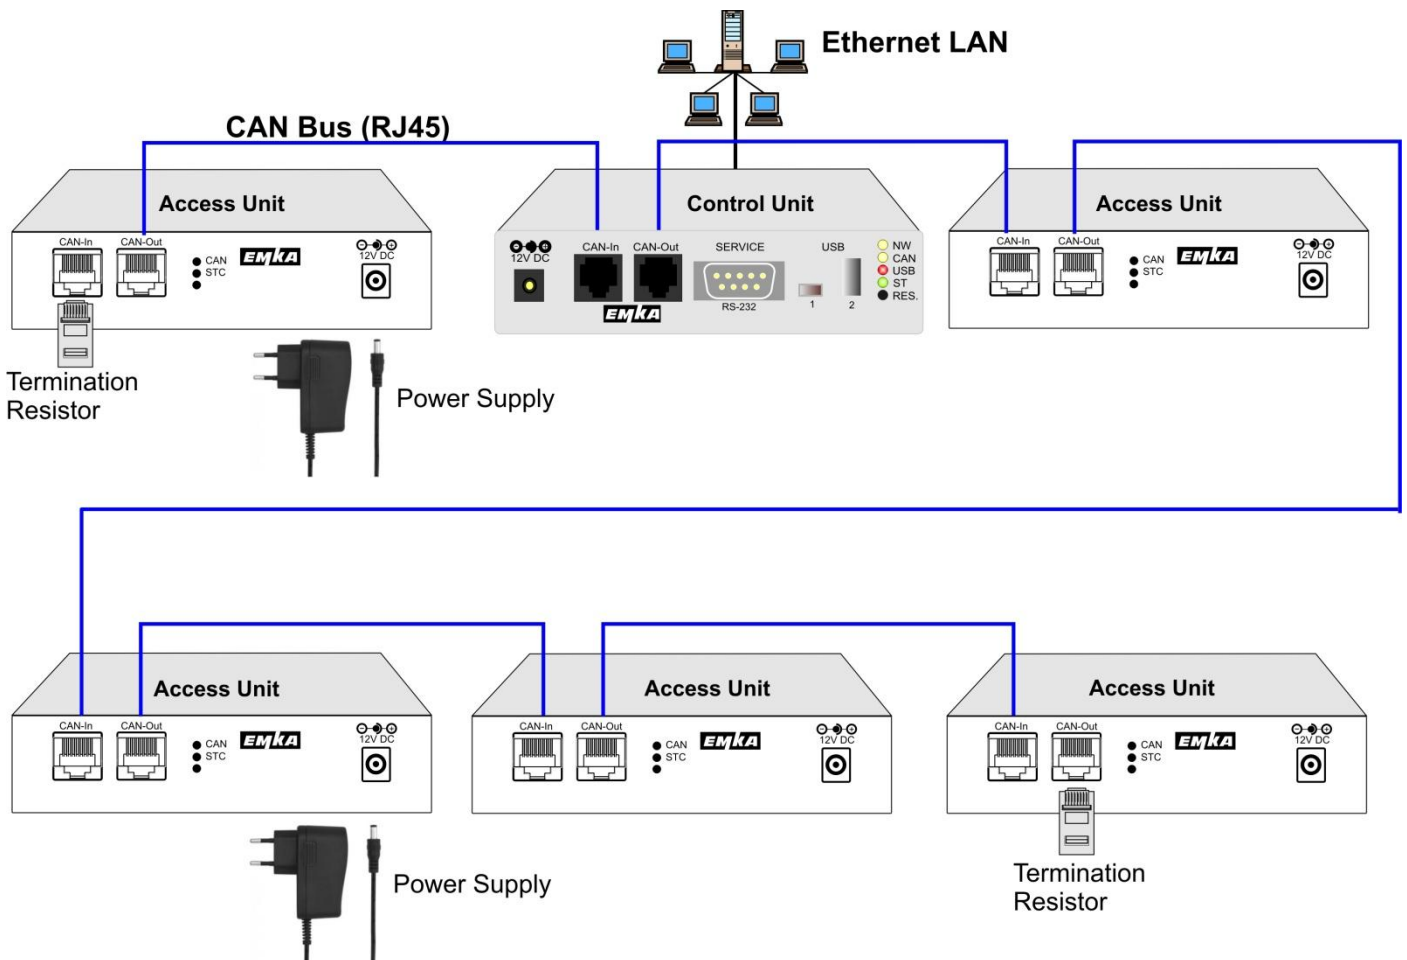 Ethernet LAN
CAN Bus (RJ45)
Access Unit
CAN-In CAN-Out
CAN
STC
EMKA
12V DC
Termination
Resistor
Power Supply
Control Unit
12V DC
CAN-In CAN-Out SERVICE USB
NW
CAN
USB
ST
RES.
EMKA
RS-232
1 2
Access Unit
CAN-In CAN-Out
CAN
STC
EMKA
12V DC
Access Unit
CAN-In CAN-Out
CAN
STC
EMKA
12V DC
Power Supply
Access Unit
CAN-In CAN-Out
CAN
STC
EMKA
12V DC
Access Unit
CAN-In CAN-Out
CAN
STC
EMKA
12V DC
Termination
Resistor